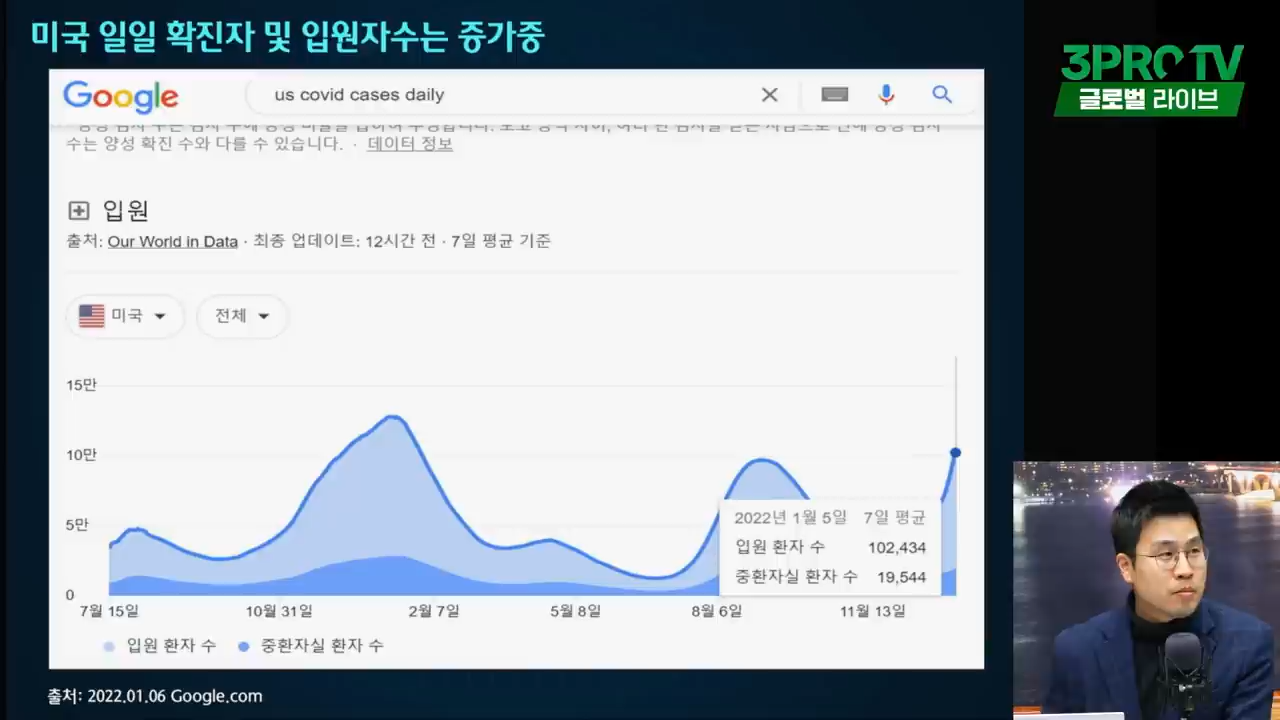 미국 일일 확진자 및 입원자수는 증가중
3PRO TV
글로벌 라이브
Google
us covid cases daily
수는 양성 확진 수와 다를 수 있습니다. · 데이터 정보
입원
출처: Our World in Data · 최종 업데이트: 12시간 전 · 7일 평균 기준
미국 전체
15만
10만
5만
0
2022년 1월 5일 7일 평균
입원 환자 수 102,434
중환자실 환자 수 19,544
7월 15일 10월 31일 2월 7일 5월 8일 8월 6일 11월 13일
입원 환자 수 중환자실 환자 수
출처: 2022.01.06 Google.com